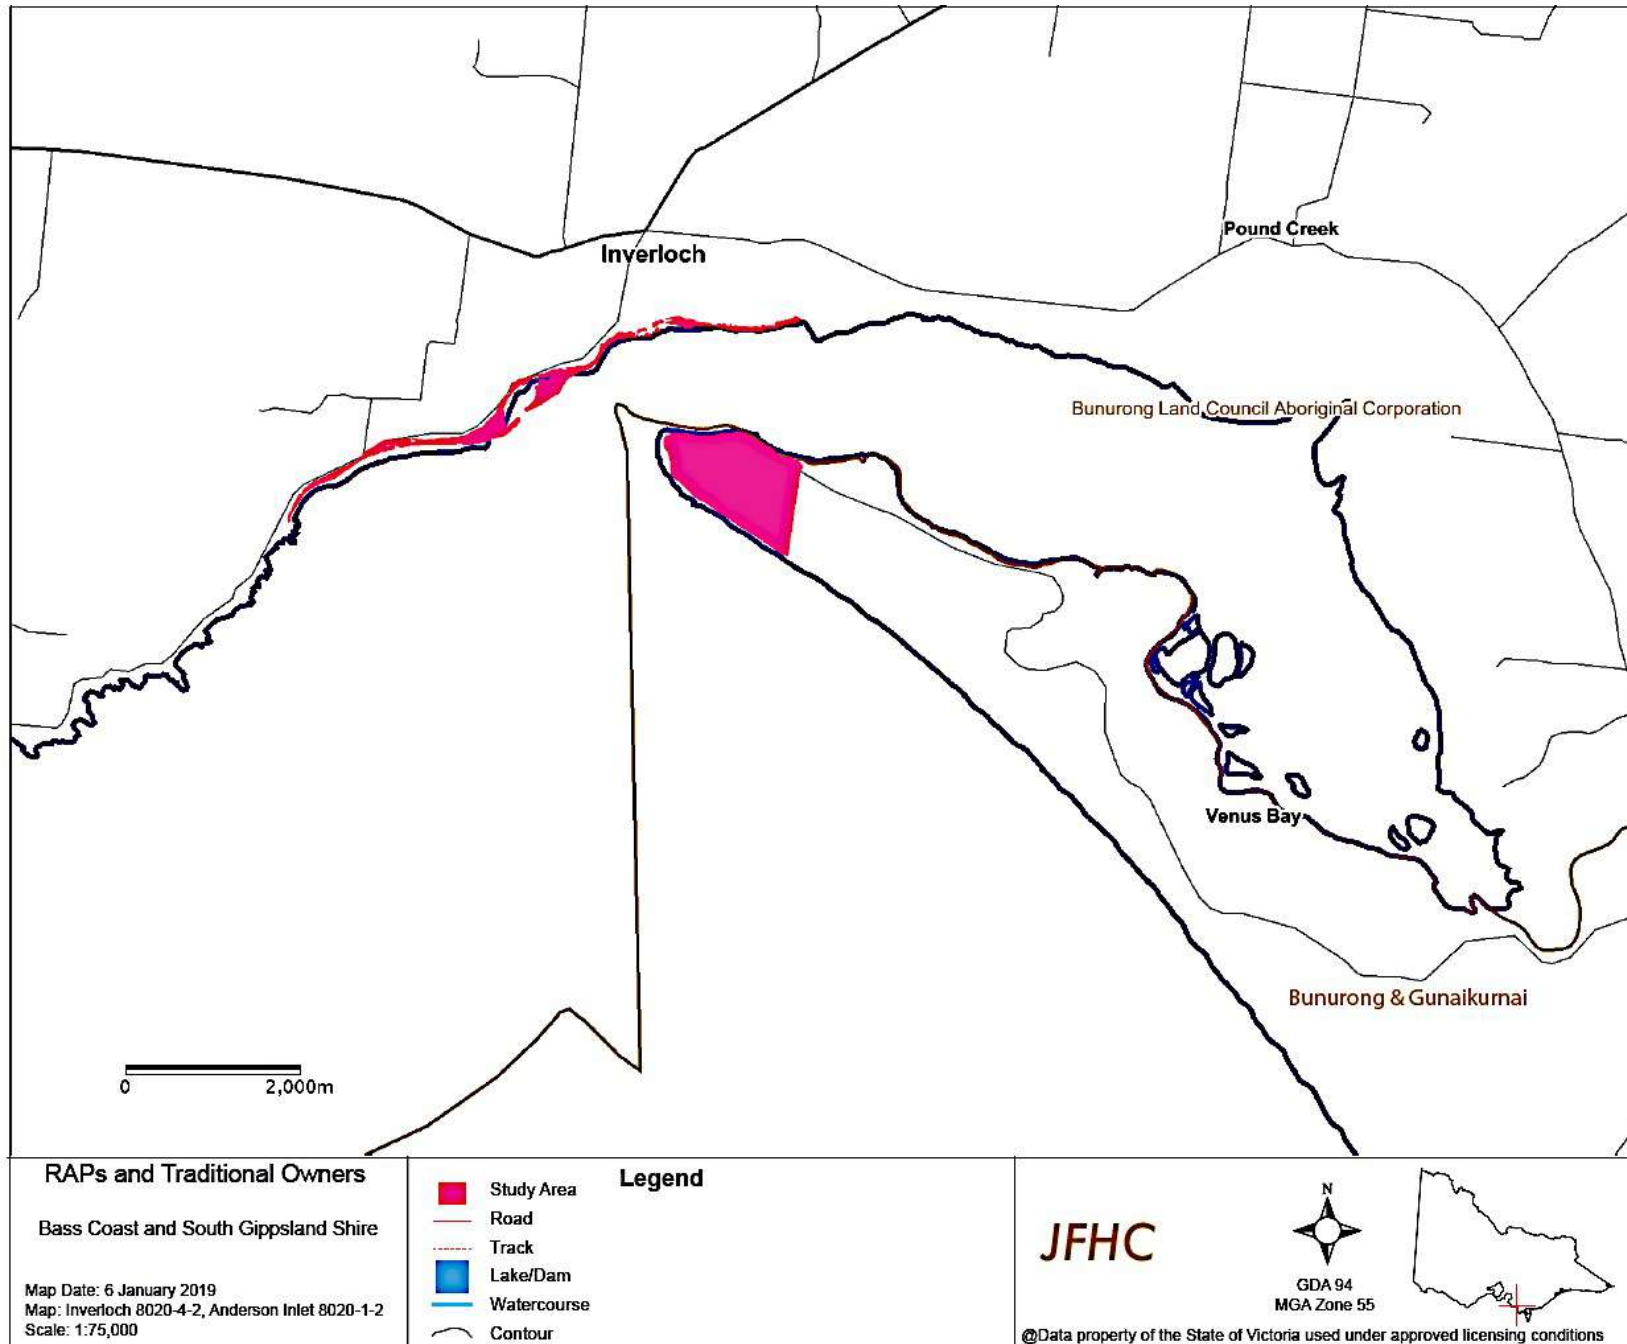 Pound Creek
Inverloch
Bunurong Land Council Aboriginal Corporation
Venus Bay
Bunurong & Gunaikurnai
0 2,000m
RAPs and Traditional Owners
Bass Coast and South Gippsland Shire
Map Date: 6 January 2019
Map: Inverloch 8020-4-2, Anderson Inlet 8020-1-2
Scale: 1:75,000
Legend
Study Area
Road
Track
Lake/Dam
Watercourse
Contour
JFHC
N
GDA 94
MGA Zone 55
@Data property of the State of Victoria used under approved licensing conditions